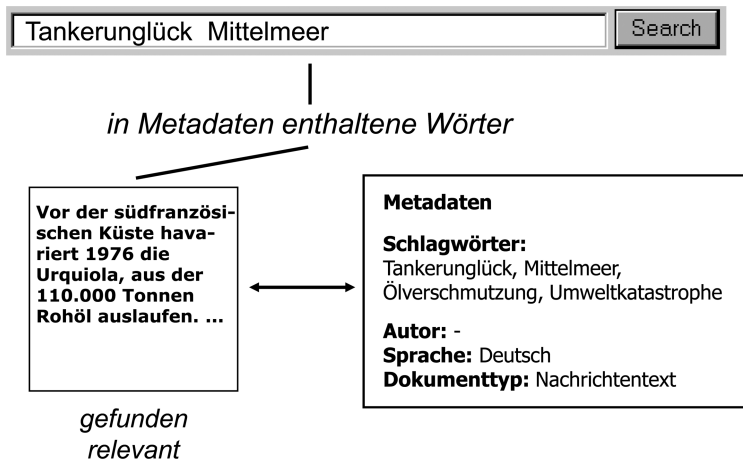 Tankerunglück Mittelmeer Search
in Metadaten enthaltene Wörter
Vor der südfranzösi-
schen Küste hava-
riert 1976 die
Urquiola, aus der
110.000 Tonnen
Rohöl auslaufen. ...
gefunden
relevant
Metadaten
Schlagwörter:
Tankerunglück, Mittelmeer,
Ölverschmutzung, Umweltkatastrophe
Autor: -
Sprache: Deutsch
Dokumenttyp: Nachrichtentext